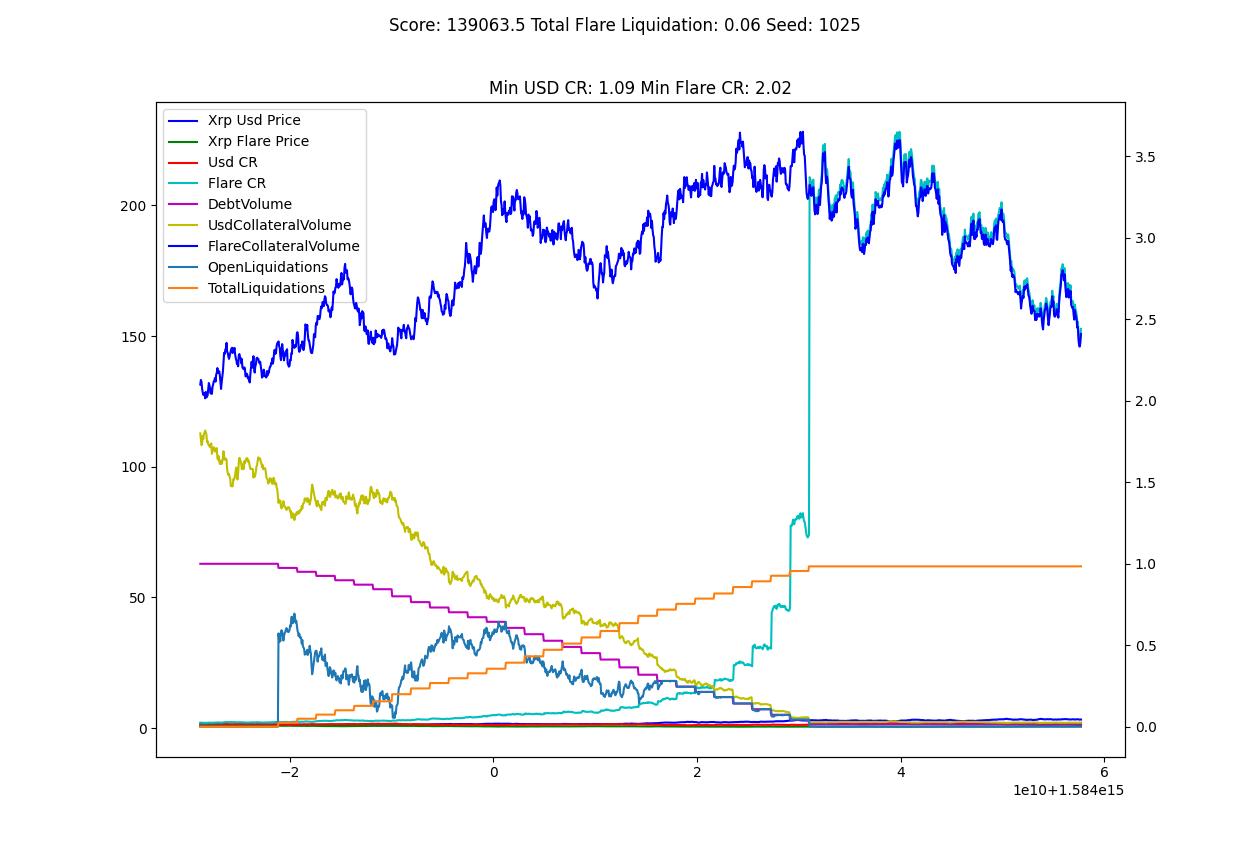 Score: 139063.5 Total Flare Liquidation: 0.06 Seed: 1025
Min USD CR: 1.09 Min Flare CR: 2.02
Xrp Usd Price
Xrp Flare Price
Usd CR
Flare CR
DebtVolume
UsdCollateralVolume
FlareCollateralVolume
OpenLiquidations
TotalLiquidations
200
150
100
50
0
3.5
3.0
2.5
2.0
1.5
1.0
0.5
0.0
−2
0
2
4
6
1e10+1.584e15